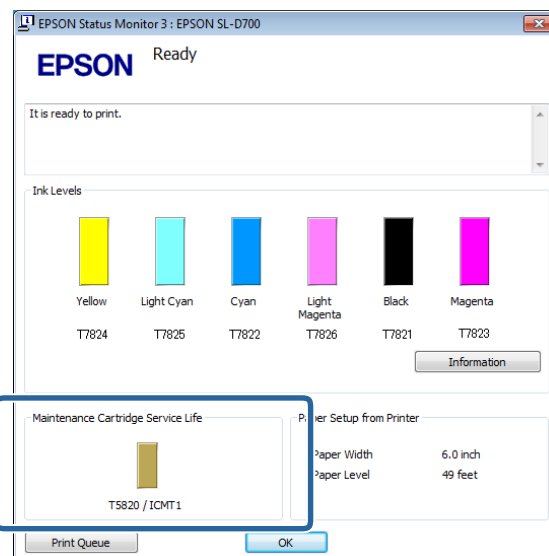 EPSON Status Monitor 3 : EPSON SL-D700
EPSON
Ready
It is ready to print.
Ink Levels
Yellow
Light Cyan
Cyan
Light
Magenta
Black
Magenta
T7824
T7825
T7822
T7826
T7821
T7823
Information
Maintenance Cartridge Service Life
T5820 / ICMT1
Paper Setup from Printer
Paper Width
6.0 inch
Paper Level
49 feet
Print Queue
OK